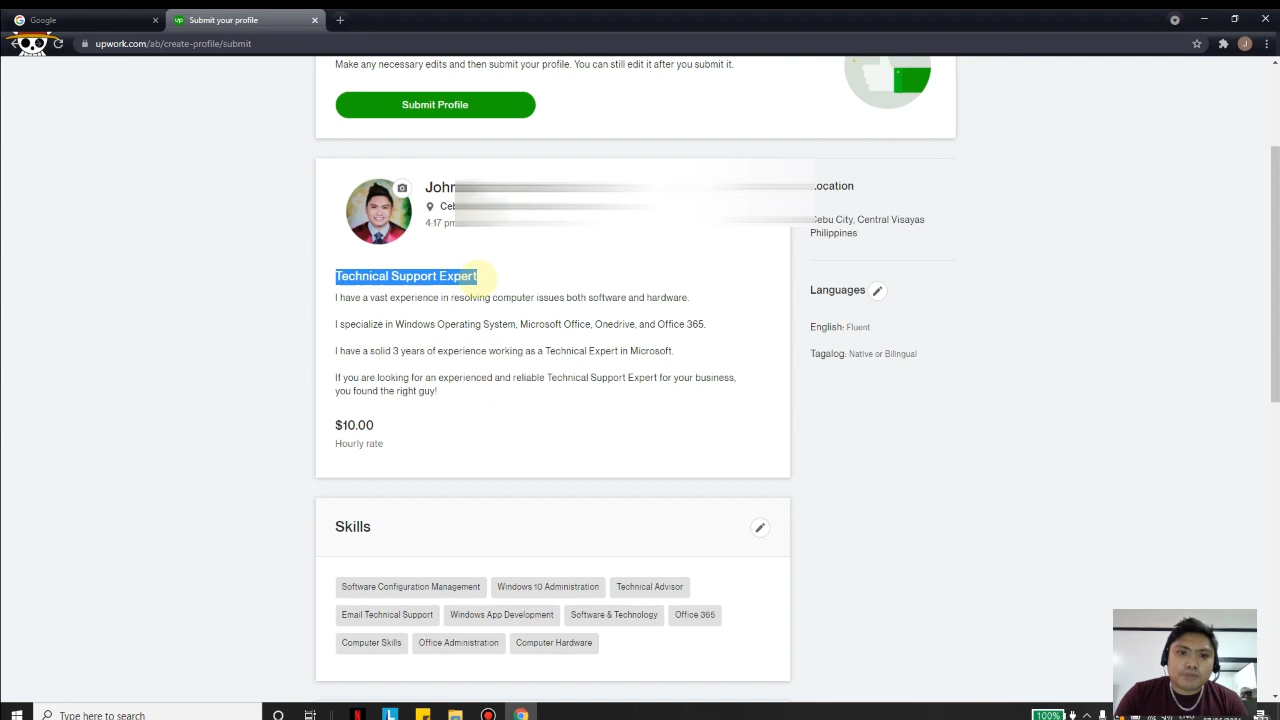 Google
Submit your profile
upwork.com/ab/create-profile/submit
J
Make any necessary edits and then submit your profile. You can still edit it after you submit it.
Submit Profile
John
Ceb
4:17 pm
Location
Cebu City, Central Visayas
Philippines
Technical Support Expert
I have a vast experience in resolving computer issues both software and hardware.
I specialize in Windows Operating System, Microsoft Office, Onedrive, and Office 365.
I have a solid 3 years of experience working as a Technical Expert in Microsoft.
If you are looking for an experienced and reliable Technical Support Expert for your business,
you found the right guy!
$10.00
Hourly rate
Languages
English: Fluent
Tagalog: Native or Bilingual
Skills
Software Configuration Management Windows 10 Administration Technical Advisor
Email Technical Support Windows App Development Software & Technology Office 365
Computer Skills Office Administration Computer Hardware
Type here to search
100%